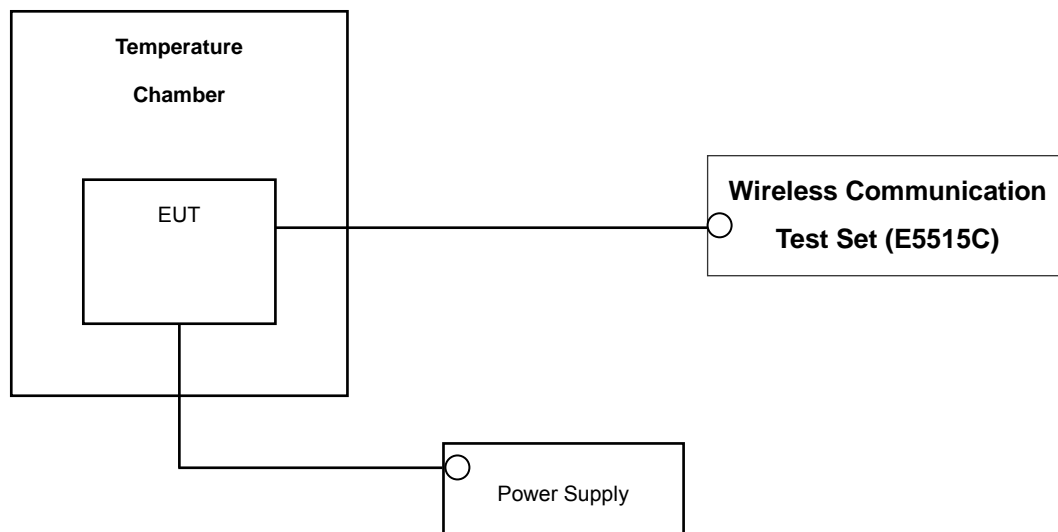 Temperature
Chamber
EUT
Wireless Communication
Test Set (E5515C)
Power Supply